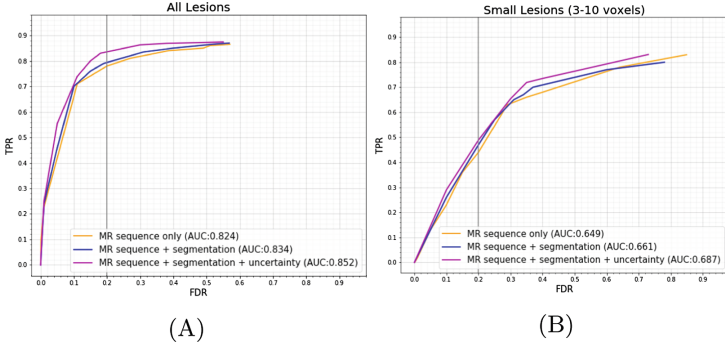 All Lesions
TPR
0.9
0.8
0.7
0.6
0.5
0.4
0.3
0.2
0.1
0.0
MR sequence only (AUC:0.824)
MR sequence + segmentation (AUC:0.834)
MR sequence + segmentation + uncertainty (AUC:0.852)
0.0 0.1 0.2 0.3 0.4 0.5 0.6 0.7 0.8 0.9
FDR
(A)
Small Lesions (3-10 voxels)
TPR
0.9
0.8
0.7
0.6
0.5
0.4
0.3
0.2
0.1
0.0
MR sequence only (AUC:0.649)
MR sequence + segmentation (AUC:0.661)
MR sequence + segmentation + uncertainty (AUC:0.687)
0.0 0.1 0.2 0.3 0.4 0.5 0.6 0.7 0.8 0.9
FDR
(B)